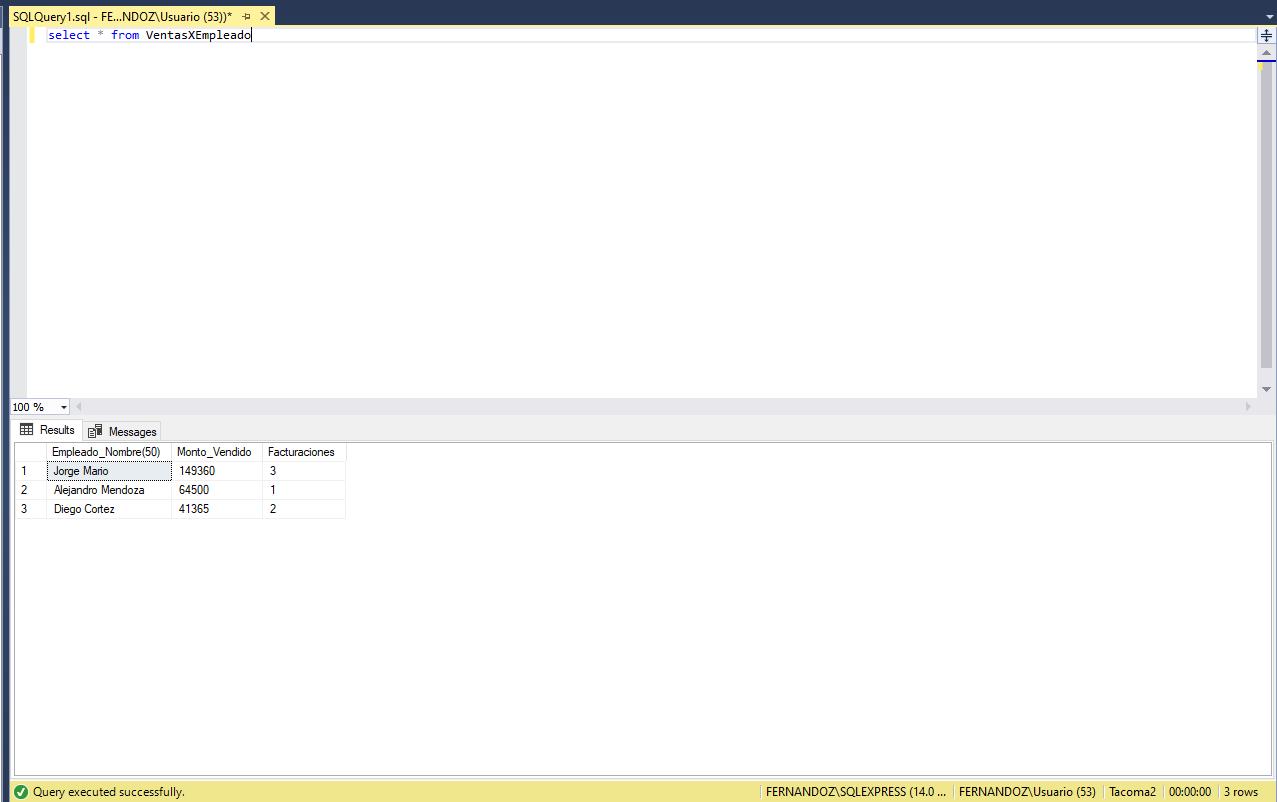 SQLQuery1.sql - FE...NDOZ\Usuario (53))*
select * from VentasXEmpleado
100 %
Results Messages
Empleado_Nombre(50) Monto_Vendido Facturaciones
1 Jorge Mario 149360 3
2 Alejandro Mendoza 64500 1
3 Diego Cortez 41365 2
Query executed successfully. FERNANDOZ\SQLEXPRESS (14.0 ... FERNANDOZ\Usuario (53) Tacoma2 00:00:00 3 rows